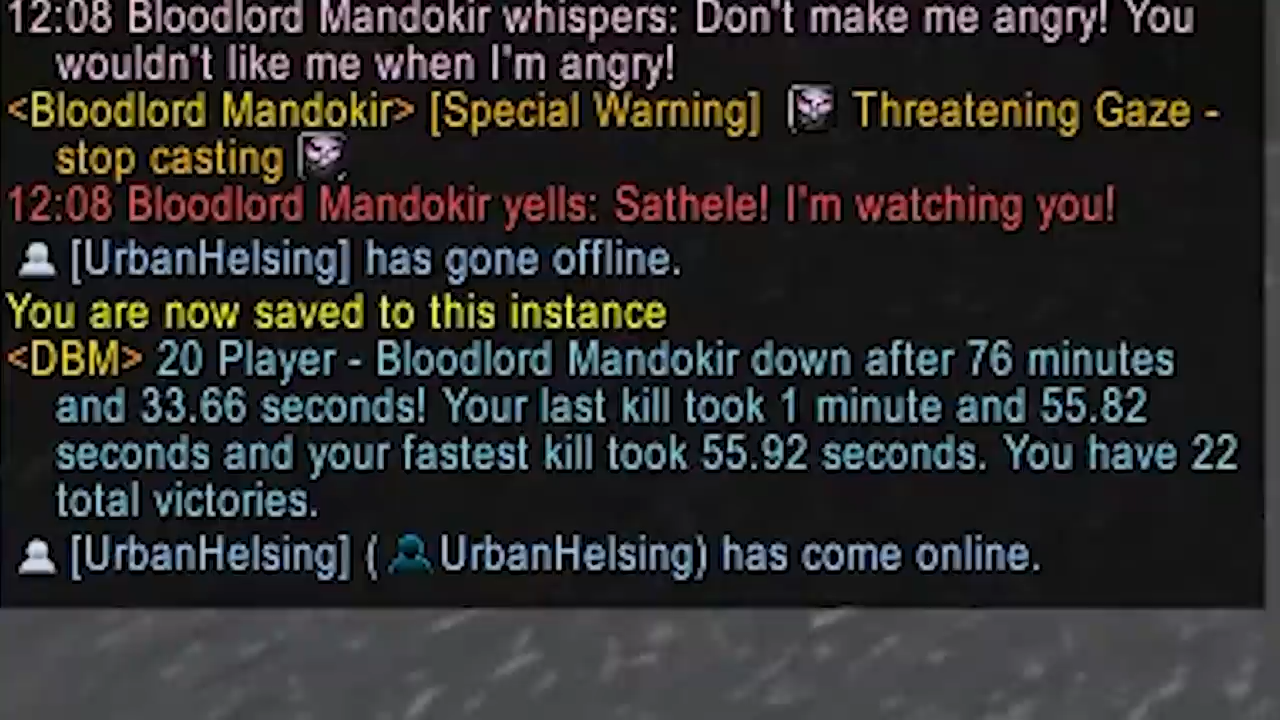 12:08 Bloodlord Mandokir whispers: Don't make me angry! You
wouldn't like me when I'm angry!
<Bloodlord Mandokir> [Special Warning] Threatening Gaze -
stop casting
12:08 Bloodlord Mandokir yells: Sathele! I'm watching you!
[UrbanHelsing] has gone offline.
You are now saved to this instance
<DBM> 20 Player - Bloodlord Mandokir down after 76 minutes
and 33.66 seconds! Your last kill took 1 minute and 55.82
seconds and your fastest kill took 55.92 seconds. You have 22
total victories.
[UrbanHelsing] (UrbanHelsing) has come online.